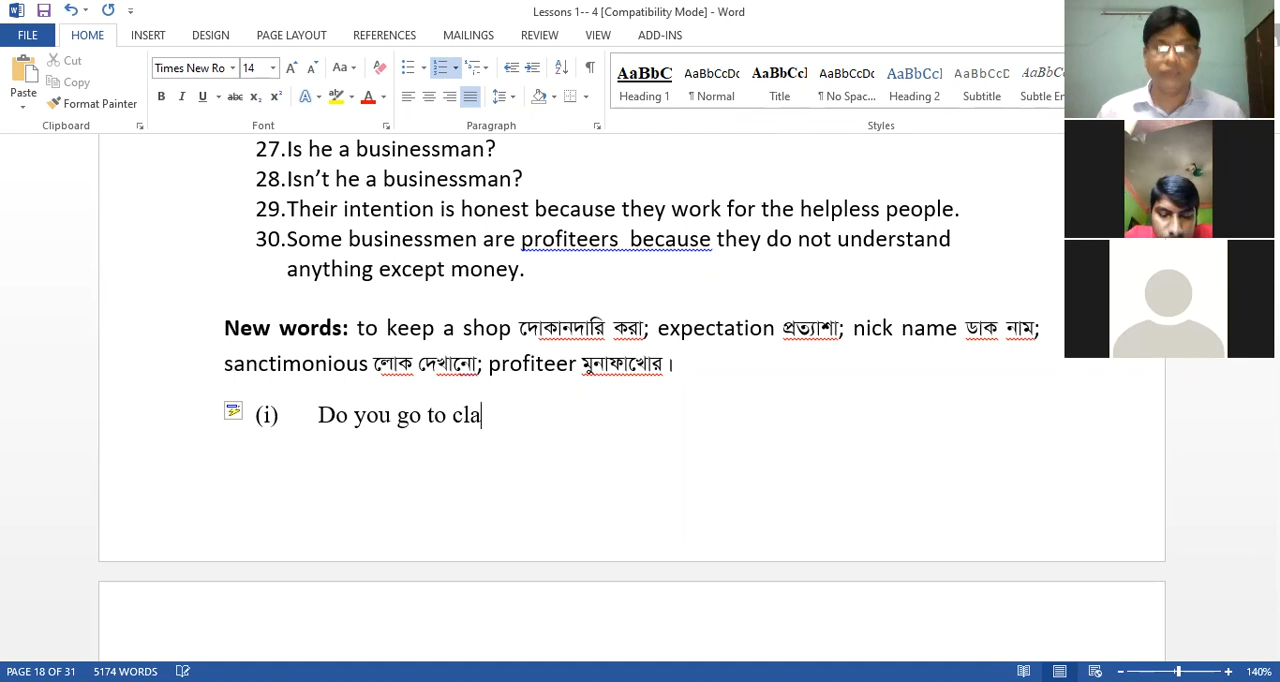 Lessons 1-- 4 [Compatibility Mode] - Word
FILE HOME INSERT DESIGN PAGE LAYOUT REFERENCES MAILINGS REVIEW VIEW ADD-INS
Cut
Copy
Format Painter
Paste
Times New Ro 14
AaBbC AaBbCcDc AaBbCcI AaBbCcDc AaBbCcI AaBbCcD AaBbCcD
Heading 1 ¶ Normal Title ¶ No Spac... Heading 2 Subtitle Subtle Em
Clipboard Font Paragraph Styles
27.Is he a businessman?
28.Isn’t he a businessman?
29.Their intention is honest because they work for the helpless people.
30.Some businessmen are profiteers because they do not understand
anything except money.
New words: to keep a shop দোকানদারি করা; expectation প্রত্যাশা; nick name ডাক নাম;
sanctimonious লোক দেখানো; profiteer মুনাফাখোর।
(i) Do you go to cla
PAGE 18 OF 31 5174 WORDS 140%